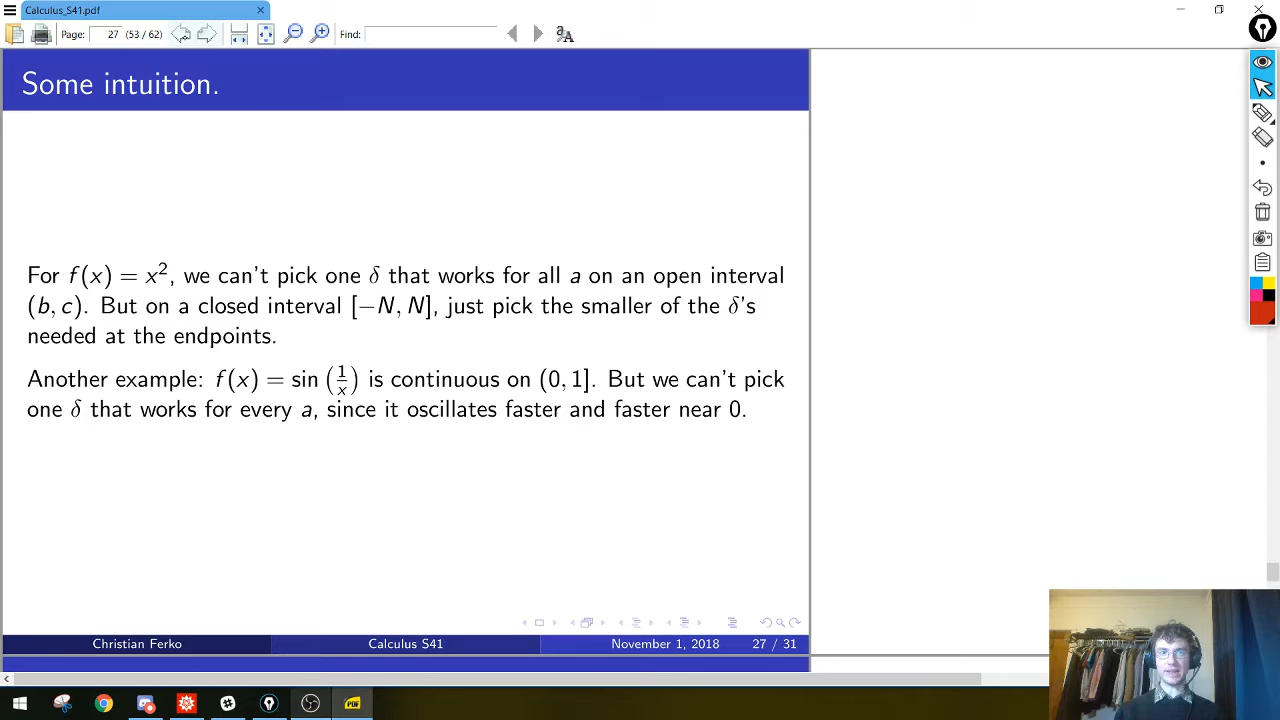 Calculus_S41.pdf
Page: 27 (53 / 62) Find:
Some intuition.
For f(x) = x², we can't pick one δ that works for all a on an open interval
(b, c). But on a closed interval [−N, N], just pick the smaller of the δ's
needed at the endpoints.
Another example: f(x) = sin (1/x) is continuous on (0, 1]. But we can't pick
one δ that works for every a, since it oscillates faster and faster near 0.
Christian Ferko Calculus S41 November 1, 2018 27 / 31